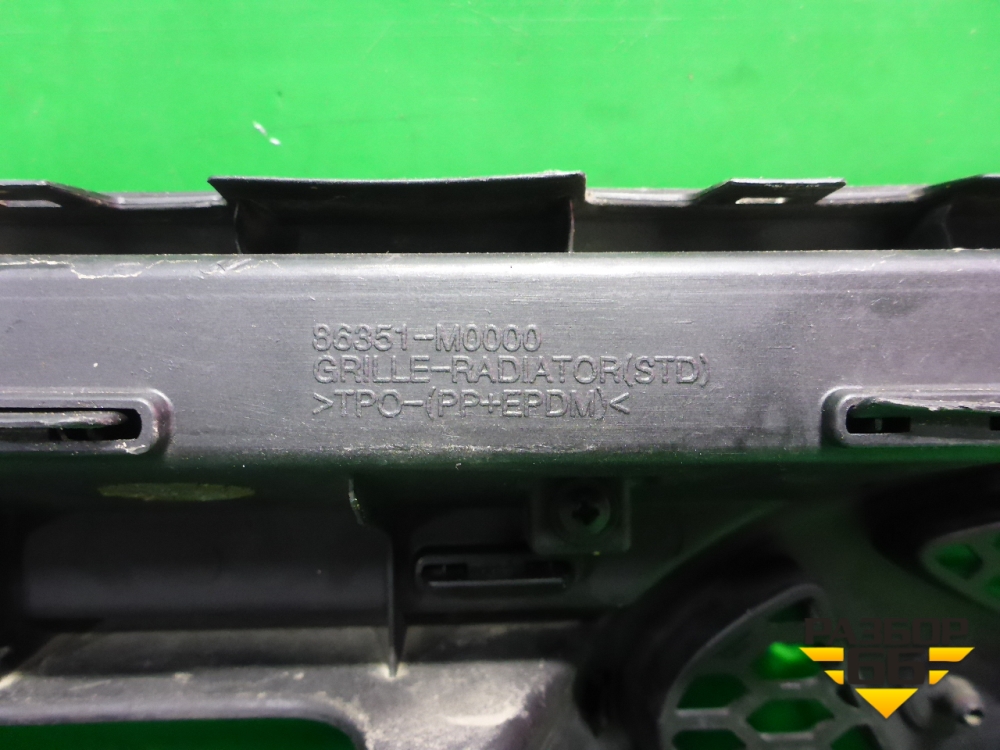 86351-M0000
GRILLE-RADIATOR(STD)
>TPO-(PP+EPDM)<
РАЗБОР
66